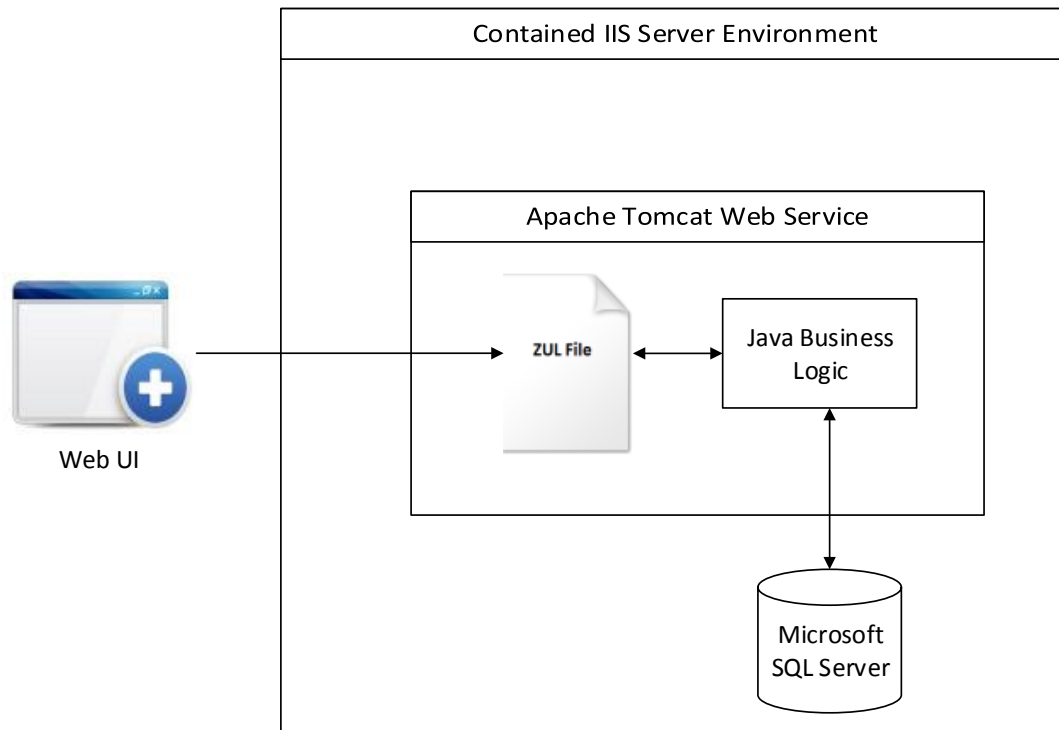 Contained IIS Server Environment
Apache Tomcat Web Service
ZUL File
Java Business
Logic
Web UI
Microsoft
SQL Server